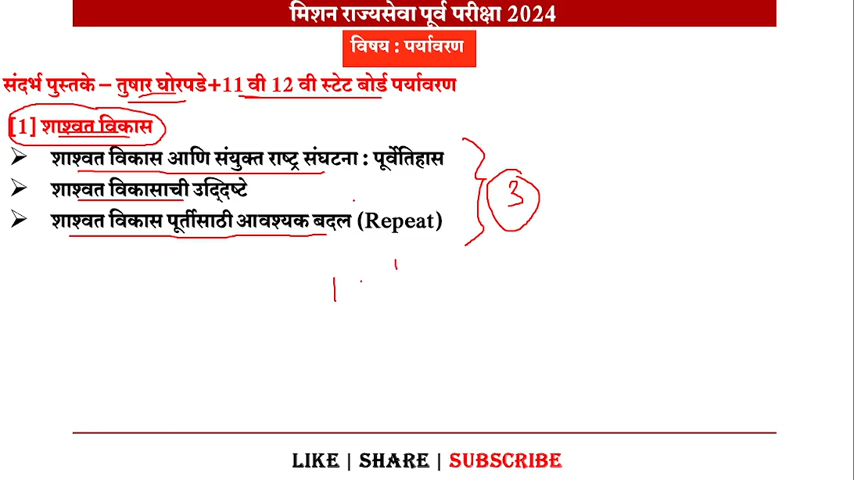 मिशन राज्यसेवा पूर्व परीक्षा 2024
विषय : पर्यावरण
संदर्भ पुस्तके – तुषार घोरपडे+11 वी 12 वी स्टेट बोर्ड पर्यावरण
[1] शाश्वत विकास
➢ शाश्वत विकास आणि संयुक्त राष्ट्र संघटना : पूर्वेतिहास
➢ शाश्वत विकासाची उद्दिष्टे
➢ शाश्वत विकास पूर्तीसाठी आवश्यक बदल (Repeat)
3
LIKE | SHARE | SUBSCRIBE